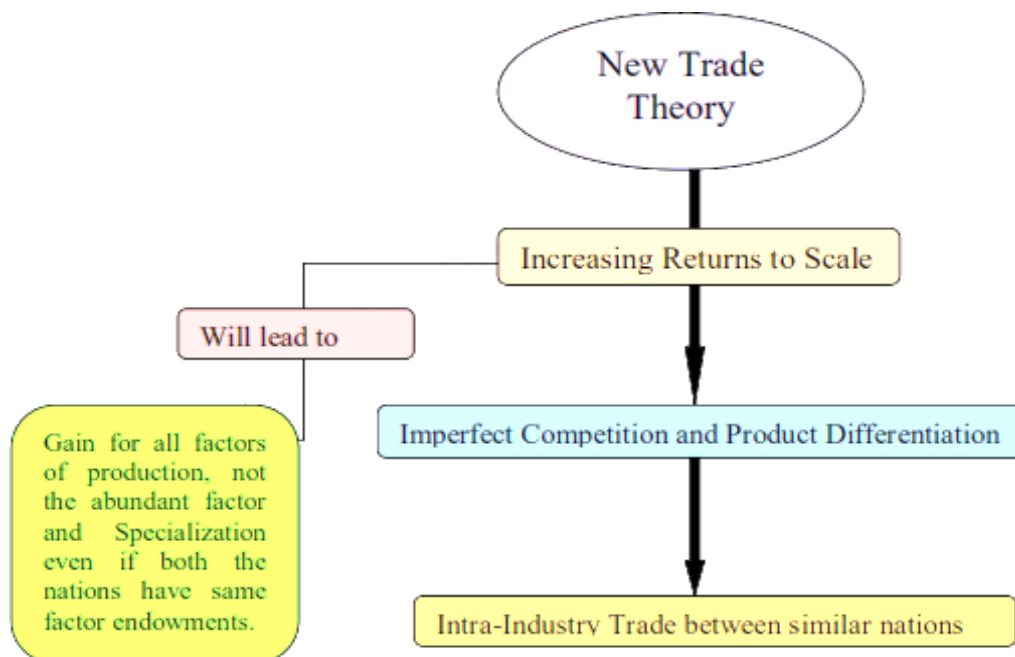 New Trade
Theory
Increasing Returns to Scale
Will lead to
Imperfect Competition and Product Differentiation
Gain for all factors
of production, not
the abundant factor
and Specialization
even if both the
nations have same
factor endowments.
Intra-Industry Trade between similar nations